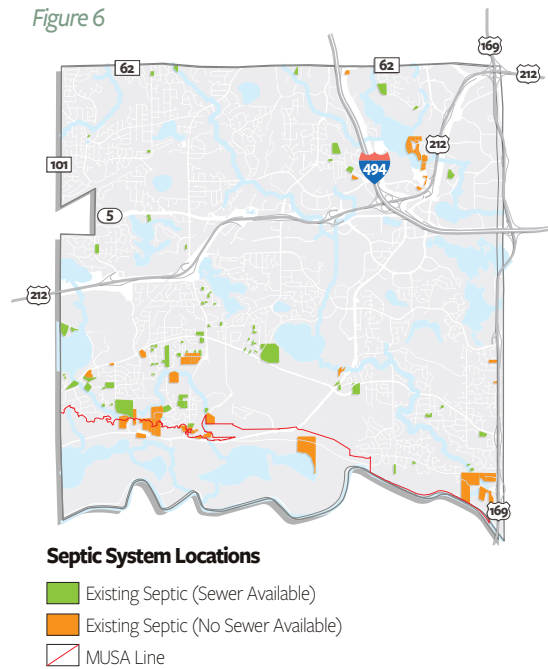 Figure 6
169
62
62
212
212
101
494
5
212
169
Septic System Locations
Existing Septic (Sewer Available)
Existing Septic (No Sewer Available)
MUSA Line